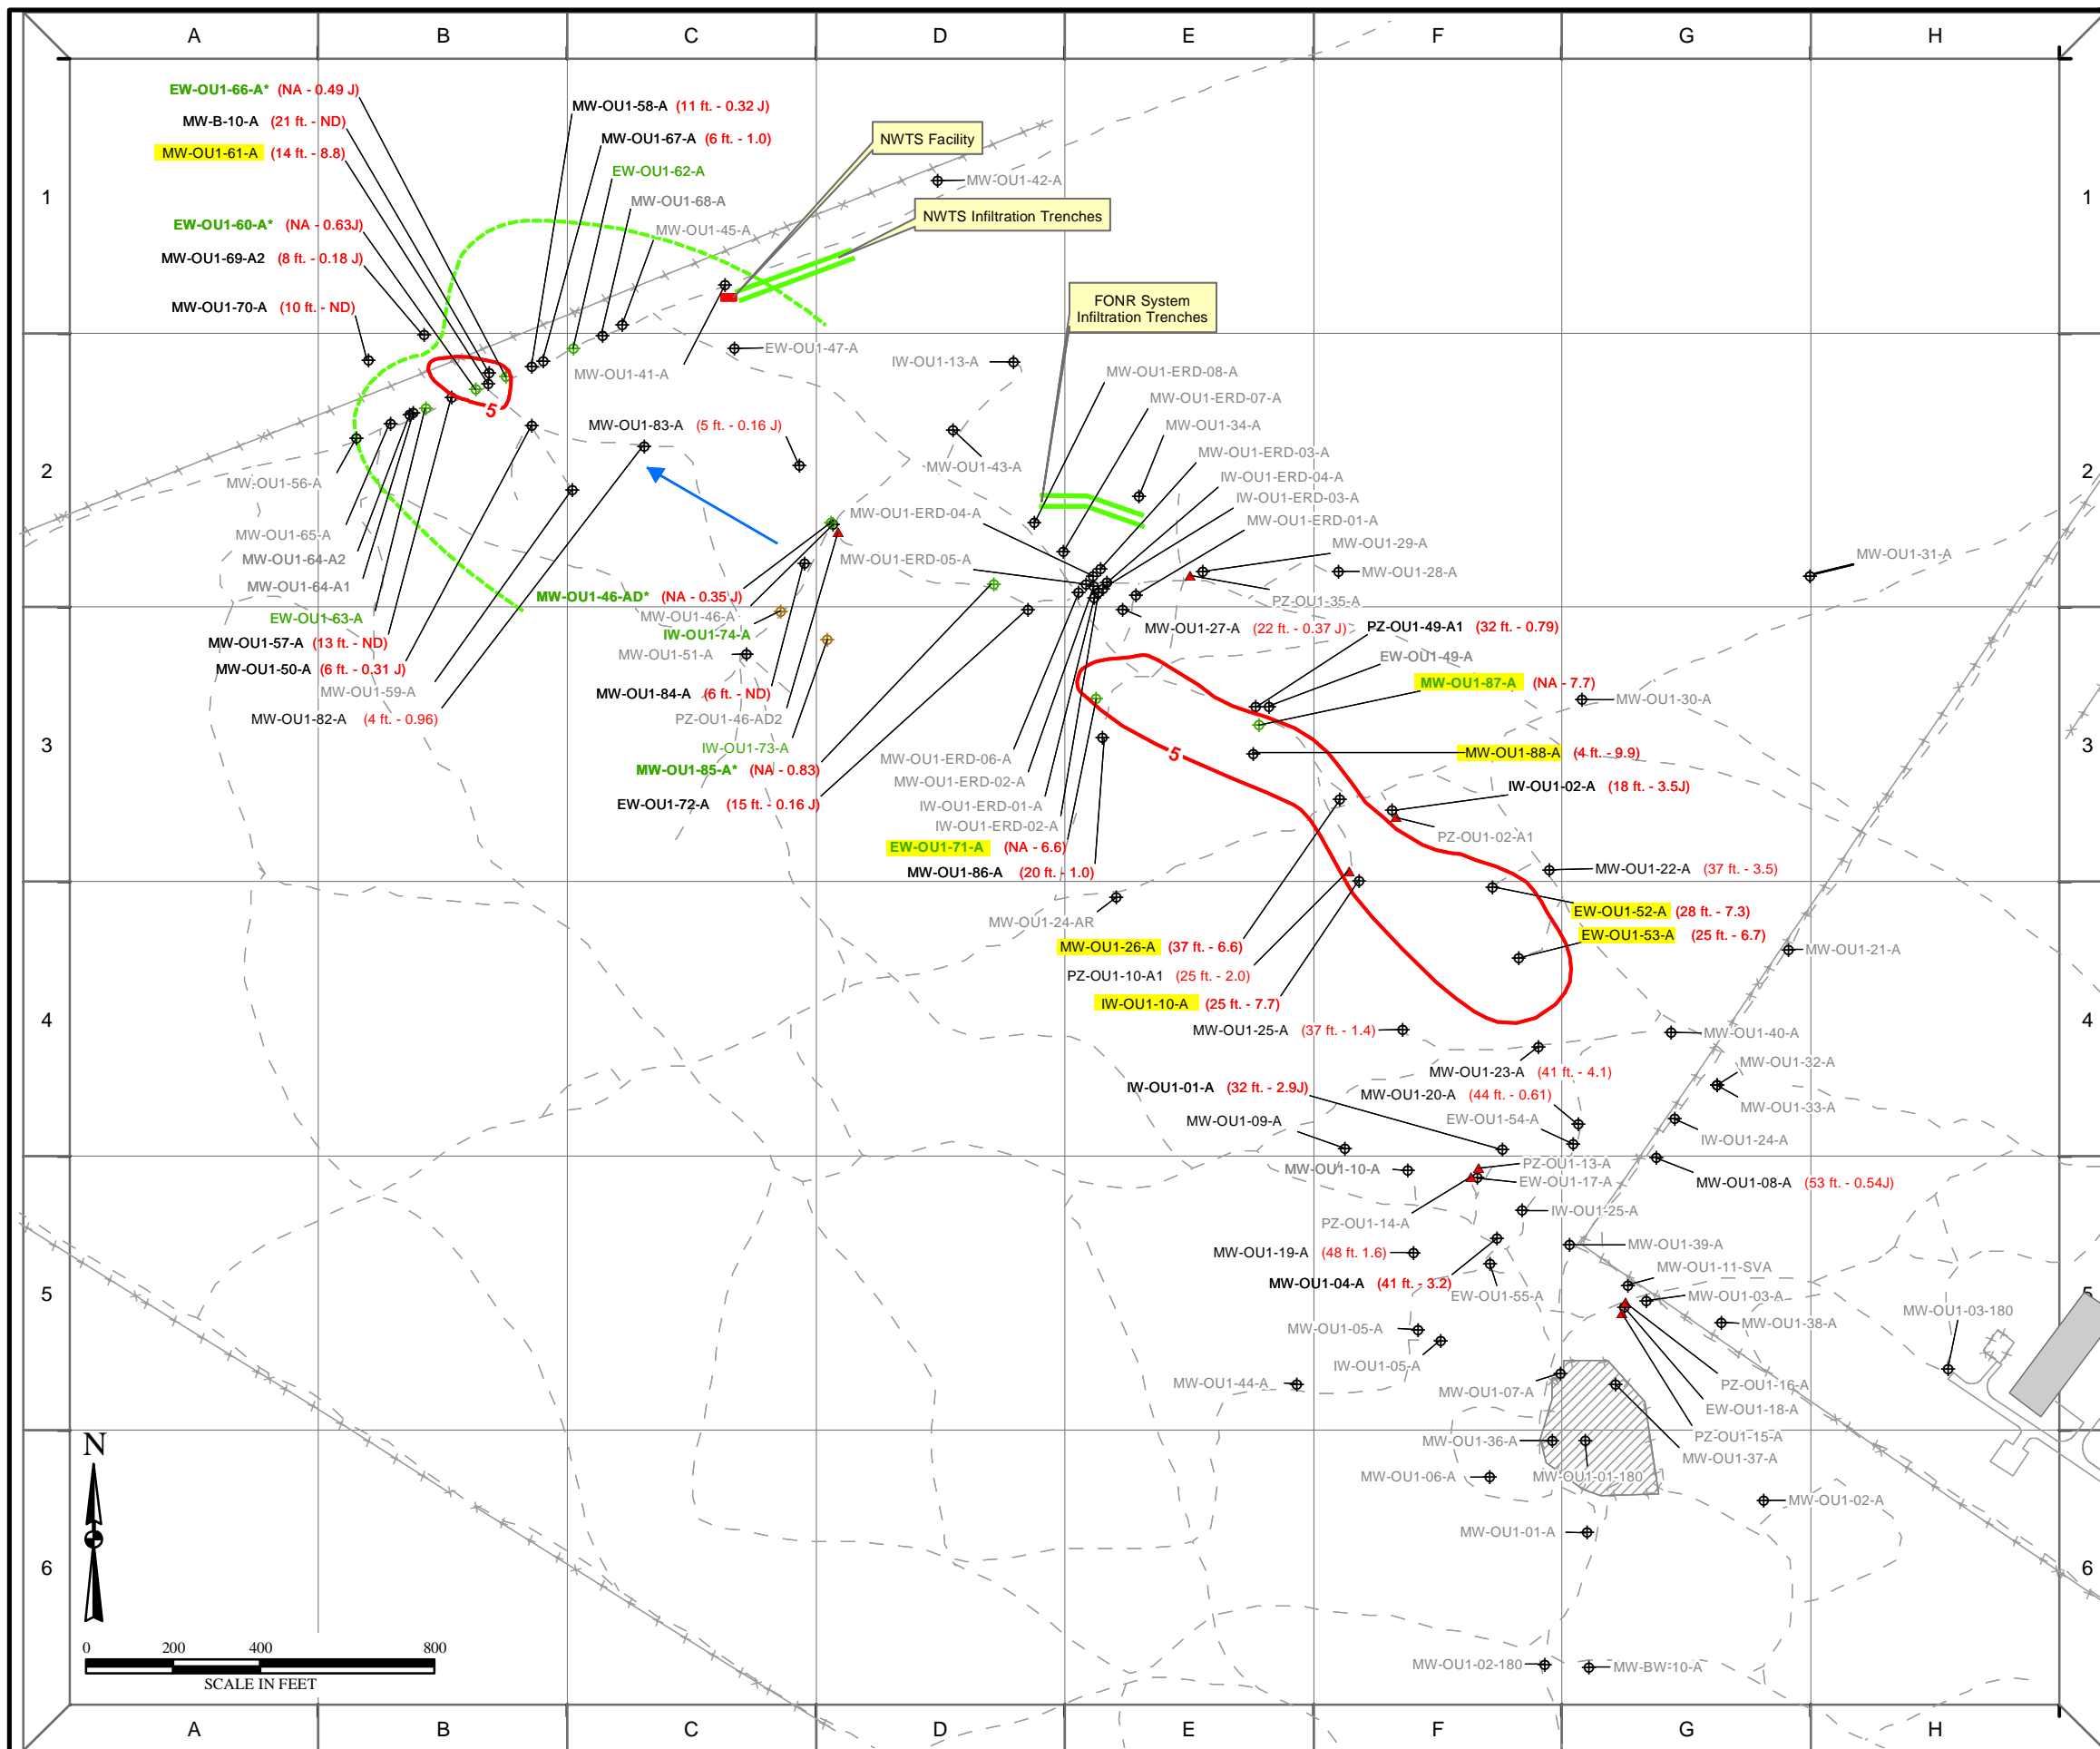 A B C D E F G H
EW-OU1-66-A* (NA - 0.49 J)
MW-B-10-A (21 ft. - ND)
MW-OU1-61-A (14 ft. - 8.8)
EW-OU1-60-A* (NA - 0.63J)
MW-OU1-69-A2 (8 ft. - 0.18 J)
MW-OU1-70-A (10 ft. - ND)
MW-OU1-58-A (11 ft. - 0.32 J)
MW-OU1-67-A (6 ft. - 1.0)
EW-OU1-62-A
MW-OU1-68-A
MW-OU1-45-A
NWTS Facility
MW-OU1-42-A
NWTS Infiltration Trenches
1
1
FONR System
Infiltration Trenches
EW-OU1-47-A
MW-OU1-41-A
IW-OU1-13-A
MW-OU1-ERD-08-A
MW-OU1-ERD-07-A
MW-OU1-34-A
MW-OU1-83-A (5 ft. - 0.16 J)
MW-OU1-43-A
MW-OU1-ERD-03-A
IW-OU1-ERD-04-A
IW-OU1-ERD-03-A
MW-OU1-ERD-01-A
MW-OU1-ERD-04-A
MW-OU1-29-A
MW-OU1-31-A
MW-OU1-ERD-05-A
MW-OU1-28-A
PZ-OU1-35-A
5
2
2
MW-OU1-56-A
MW-OU1-65-A
MW-OU1-64-A2
MW-OU1-64-A1
EW-OU1-63-A
MW-OU1-57-A (13 ft. - ND)
MW-OU1-50-A (6 ft. - 0.31 J)
MW-OU1-59-A
MW-OU1-82-A (4 ft. - 0.96)
MW-OU1-46-AD* (NA - 0.35 J)
MW-OU1-46-A
IW-OU1-74-A
MW-OU1-51-A
MW-OU1-84-A (6 ft. - ND)
PZ-OU1-46-AD2
IW-OU1-73-A
MW-OU1-85-A* (NA - 0.83)
EW-OU1-72-A (15 ft. - 0.16 J)
MW-OU1-27-A (22 ft. - 0.37 J)
PZ-OU1-49-A1 (32 ft. - 0.79)
EW-OU1-49-A
MW-OU1-87-A (NA - 7.7)
MW-OU1-30-A
MW-OU1-88-A (4 ft. - 9.9)
5
3
3
IW-OU1-02-A (18 ft. - 3.5J)
PZ-OU1-02-A1
MW-OU1-ERD-06-A
MW-OU1-ERD-02-A
IW-OU1-ERD-01-A
IW-OU1-ERD-02-A
EW-OU1-71-A (NA - 6.6)
MW-OU1-86-A (20 ft. - 1.0)
MW-OU1-22-A (37 ft. - 3.5)
MW-OU1-24-AR
EW-OU1-52-A (28 ft. - 7.3)
EW-OU1-53-A (25 ft. - 6.7)
MW-OU1-26-A (37 ft. - 6.6)
MW-OU1-21-A
PZ-OU1-10-A1 (25 ft. - 2.0)
IW-OU1-10-A (25 ft. - 7.7)
4
4
MW-OU1-25-A (37 ft. - 1.4)
MW-OU1-40-A
MW-OU1-23-A (41 ft. - 4.1)
MW-OU1-32-A
IW-OU1-01-A (32 ft. - 2.9J)
MW-OU1-20-A (44 ft. - 0.61)
MW-OU1-33-A
MW-OU1-09-A
EW-OU1-54-A
IW-OU1-24-A
MW-OU1-10-A
PZ-OU1-13-A
EW-OU1-17-A
MW-OU1-08-A (53 ft. - 0.54J)
IW-OU1-25-A
PZ-OU1-14-A
MW-OU1-19-A (48 ft. 1.6)
MW-OU1-39-A
MW-OU1-04-A (41 ft. - 3.2)
MW-OU1-11-SVA
EW-OU1-55-A
MW-OU1-03-A
MW-OU1-03-180
5
5
MW-OU1-05-A
MW-OU1-38-A
IW-OU1-05-A
MW-OU1-44-A
MW-OU1-07-A
PZ-OU1-16-A
EW-OU1-18-A
PZ-OU1-15-A
MW-OU1-37-A
MW-OU1-36-A
MW-OU1-06-A
MW-OU1-01-180
MW-OU1-02-A
MW-OU1-01-A
N
6
6
0 200 400 800
SCALE IN FEET
MW-OU1-02-180
MW-BW-10-A
A B C D E F G H